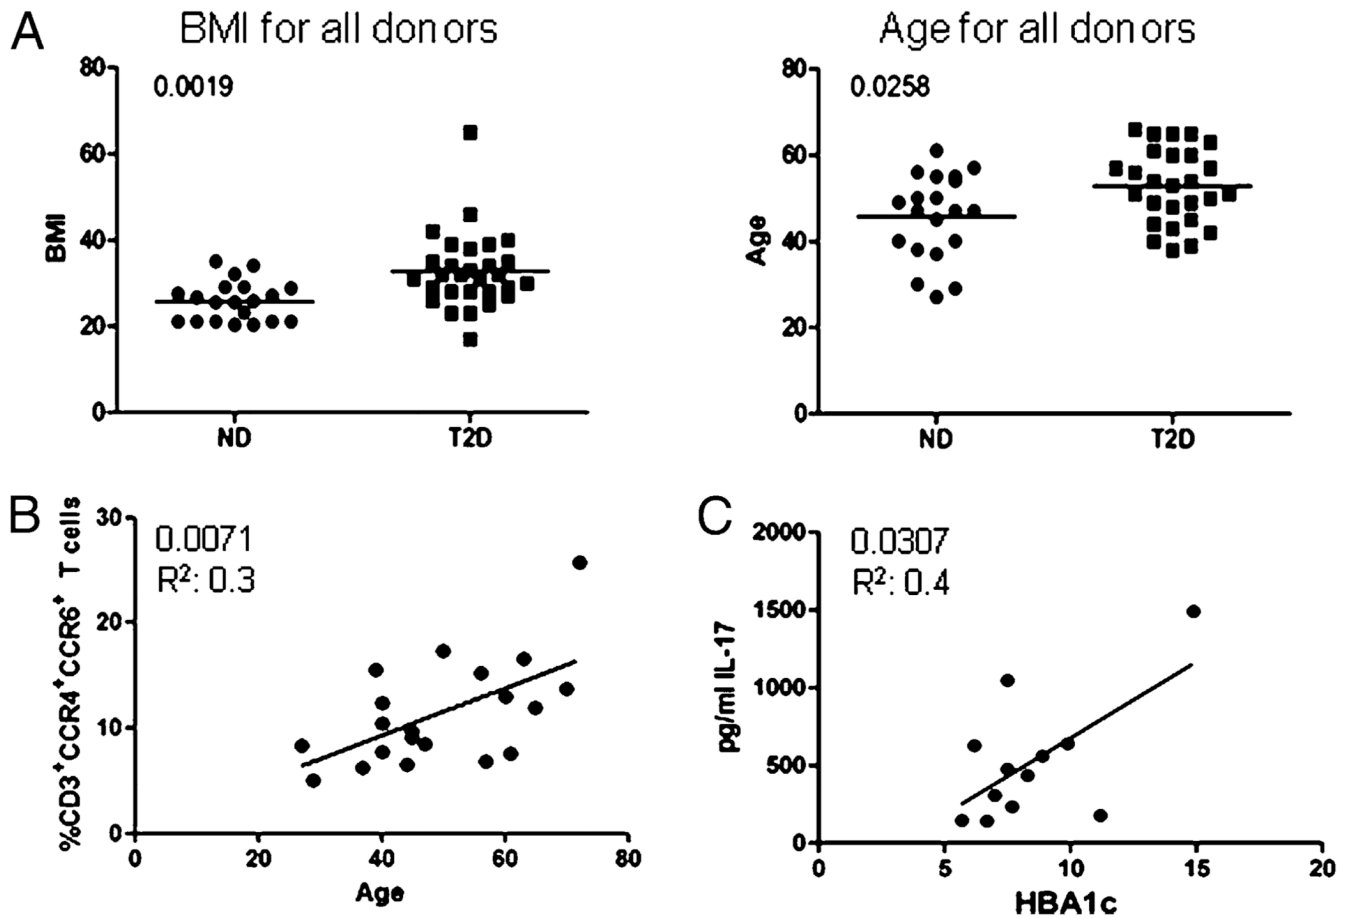 A
BMI for all donors
0.0019
BMI
80
60
40
20
0
ND
T2D
Age for all donors
0.0258
Age
80
60
40
20
0
ND
T2D
B
0.0071
R²: 0.3
%CD3⁺CCR4⁺CCR6⁺ T cells
30
20
10
0
0
20
40
60
80
Age
C
0.0307
R²: 0.4
pg/ml IL-17
2000
1500
1000
500
0
0
5
10
15
20
HBA1c